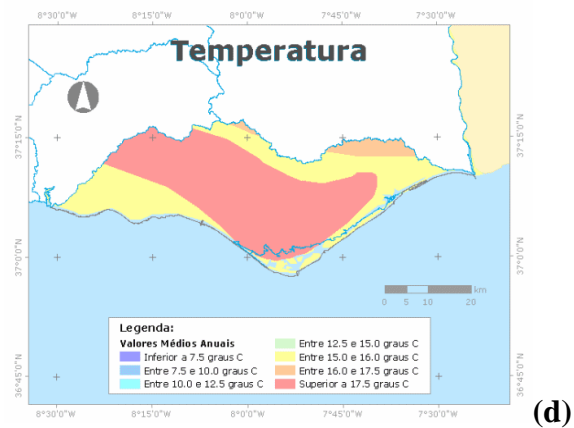 8°30'0"W 8°15'0"W 8°0'0"W 7°45'0"W 7°30'0"W
Temperatura
37°15'0"N 37°15'0"N
37°0'0"N 37°0'0"N
km
0 5 10 20
Legenda:
Valores Médios Anuais
Inferior a 7.5 graus C
Entre 7.5 e 10.0 graus C
Entre 10.0 e 12.5 graus C
Entre 12.5 e 15.0 graus C
Entre 15.0 e 16.0 graus C
Entre 16.0 e 17.5 graus C
Superior a 17.5 graus C
36°45'0"N 36°45'0"N
8°30'0"W 8°15'0"W 8°0'0"W 7°45'0"W 7°30'0"W
(d)